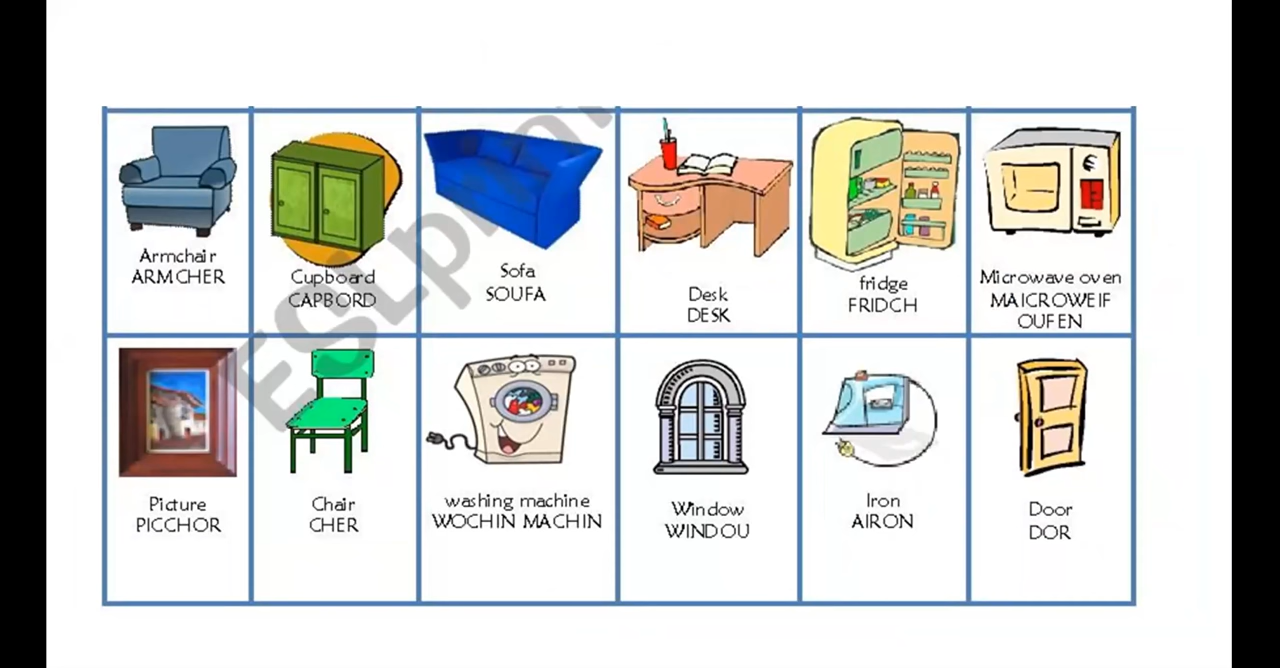 Armchair
ARMCHER
Cupboard
CAPBORD
Sofa
SOUFA
Desk
DESK
fridge
FRIDCH
Microwave oven
MAICROWEIF
OUFEN
Picture
PICCHOR
Chair
CHER
washing machine
WOCHIN MACHIN
Window
WINDOU
Iron
AIRON
Door
DOR